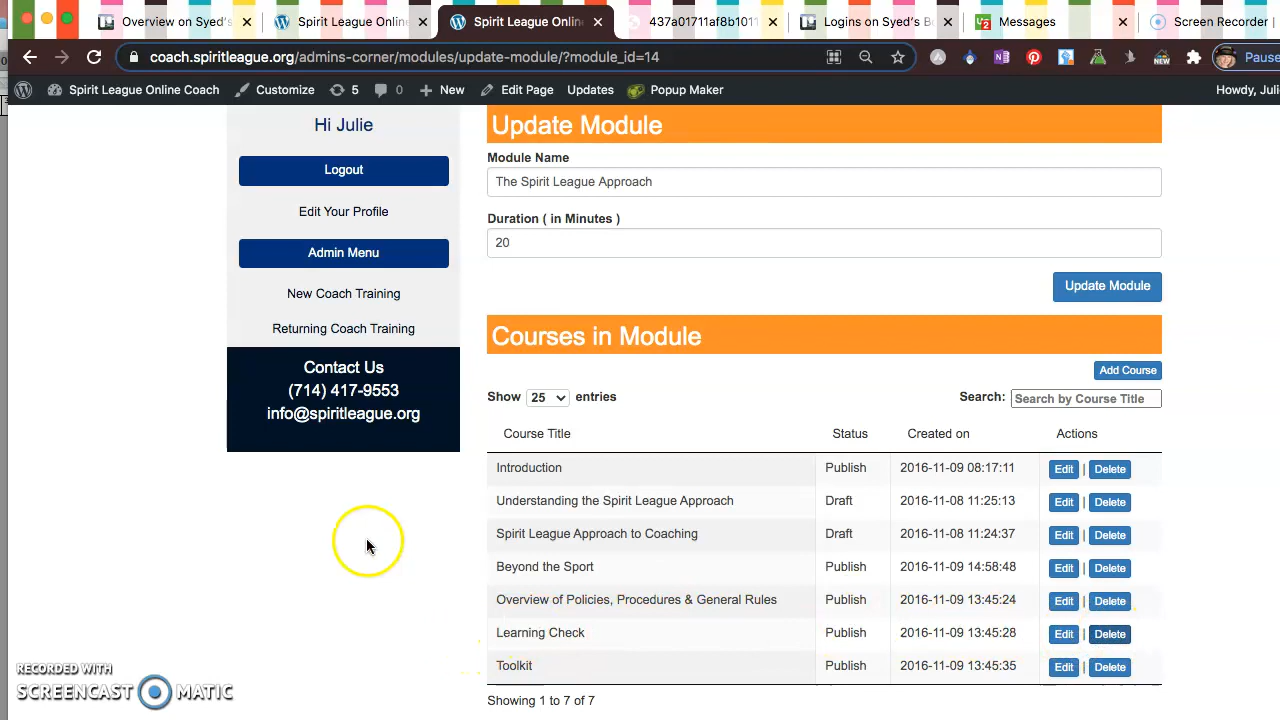 Overview on Syed's
Spirit League Online
Spirit League Onlin
437a01711af8b1011
Logins on Syed's Bo
Messages
Screen Recorder |
coach.spiritleague.org/admins-corner/modules/update-module/?module_id=14
Pause
Spirit League Online Coach
Customize
5
0
New
Edit Page
Updates
Popup Maker
Howdy, Julie
Hi Julie
Logout
Edit Your Profile
Admin Menu
New Coach Training
Returning Coach Training
Contact Us
(714) 417-9553
info@spiritleague.org
Update Module
Module Name
The Spirit League Approach
Duration ( in Minutes )
20
Update Module
Courses in Module
Add Course
Show 25 entries
Search: Search by Course Title
Course Title Status Created on Actions
Introduction Publish 2016-11-09 08:17:11 Edit | Delete
Understanding the Spirit League Approach Draft 2016-11-08 11:25:13 Edit | Delete
Spirit League Approach to Coaching Draft 2016-11-08 11:24:37 Edit | Delete
Beyond the Sport Publish 2016-11-09 14:58:48 Edit | Delete
Overview of Policies, Procedures & General Rules Publish 2016-11-09 13:45:24 Edit | Delete
Learning Check Publish 2016-11-09 13:45:28 Edit | Delete
Toolkit Publish 2016-11-09 13:45:35 Edit | Delete
Showing 1 to 7 of 7
RECORDED WITH
SCREENCAST MATIC